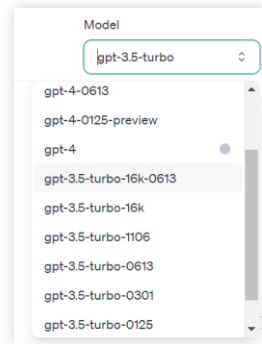 Model
gpt-3.5-turbo
gpt-4-0613
gpt-4-0125-preview
gpt-4
gpt-3.5-turbo-16k-0613
gpt-3.5-turbo-16k
gpt-3.5-turbo-1106
gpt-3.5-turbo-0613
gpt-3.5-turbo-0301
gpt-3.5-turbo-0125